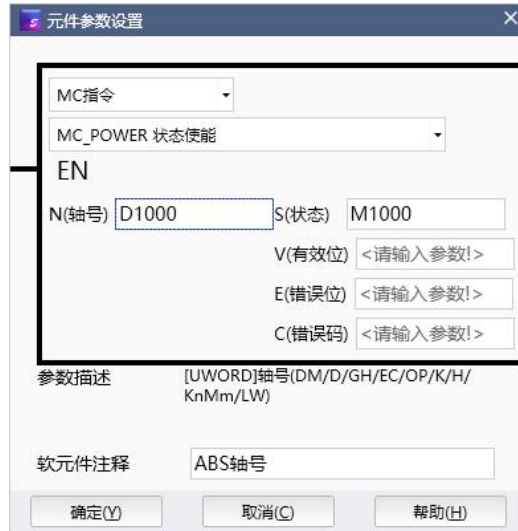 元件参数设置
MC指令
MC_POWER 状态使能
EN
N(轴号) D1000 S(状态) M1000
V(有效位) <请输入参数!>
E(错误位) <请输入参数!>
C(错误码) <请输入参数!>
参数描述 [UWORD]轴号(DM/D/GH/EC/OP/K/H/
KnMm/LW)
软元件注释 ABS轴号
确定(Y) 取消(C) 帮助(H)